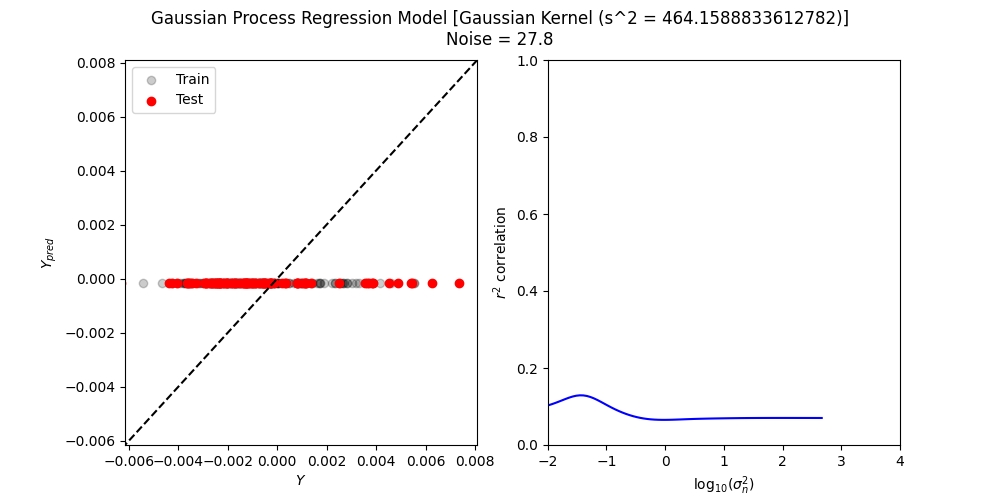 Gaussian Process Regression Model [Gaussian Kernel (s^2 = 464.1588833612782)]
Noise = 27.8
Train
Test
0.008
0.006
0.004
0.002
0.000
−0.002
−0.004
−0.006
Y_pred
−0.006 −0.004 −0.002 0.000 0.002 0.004 0.006 0.008
Y
1.0
0.8
0.6
0.4
0.2
0.0
r² correlation
−2 −1 0 1 2 3 4
log₁₀(σₙ²)